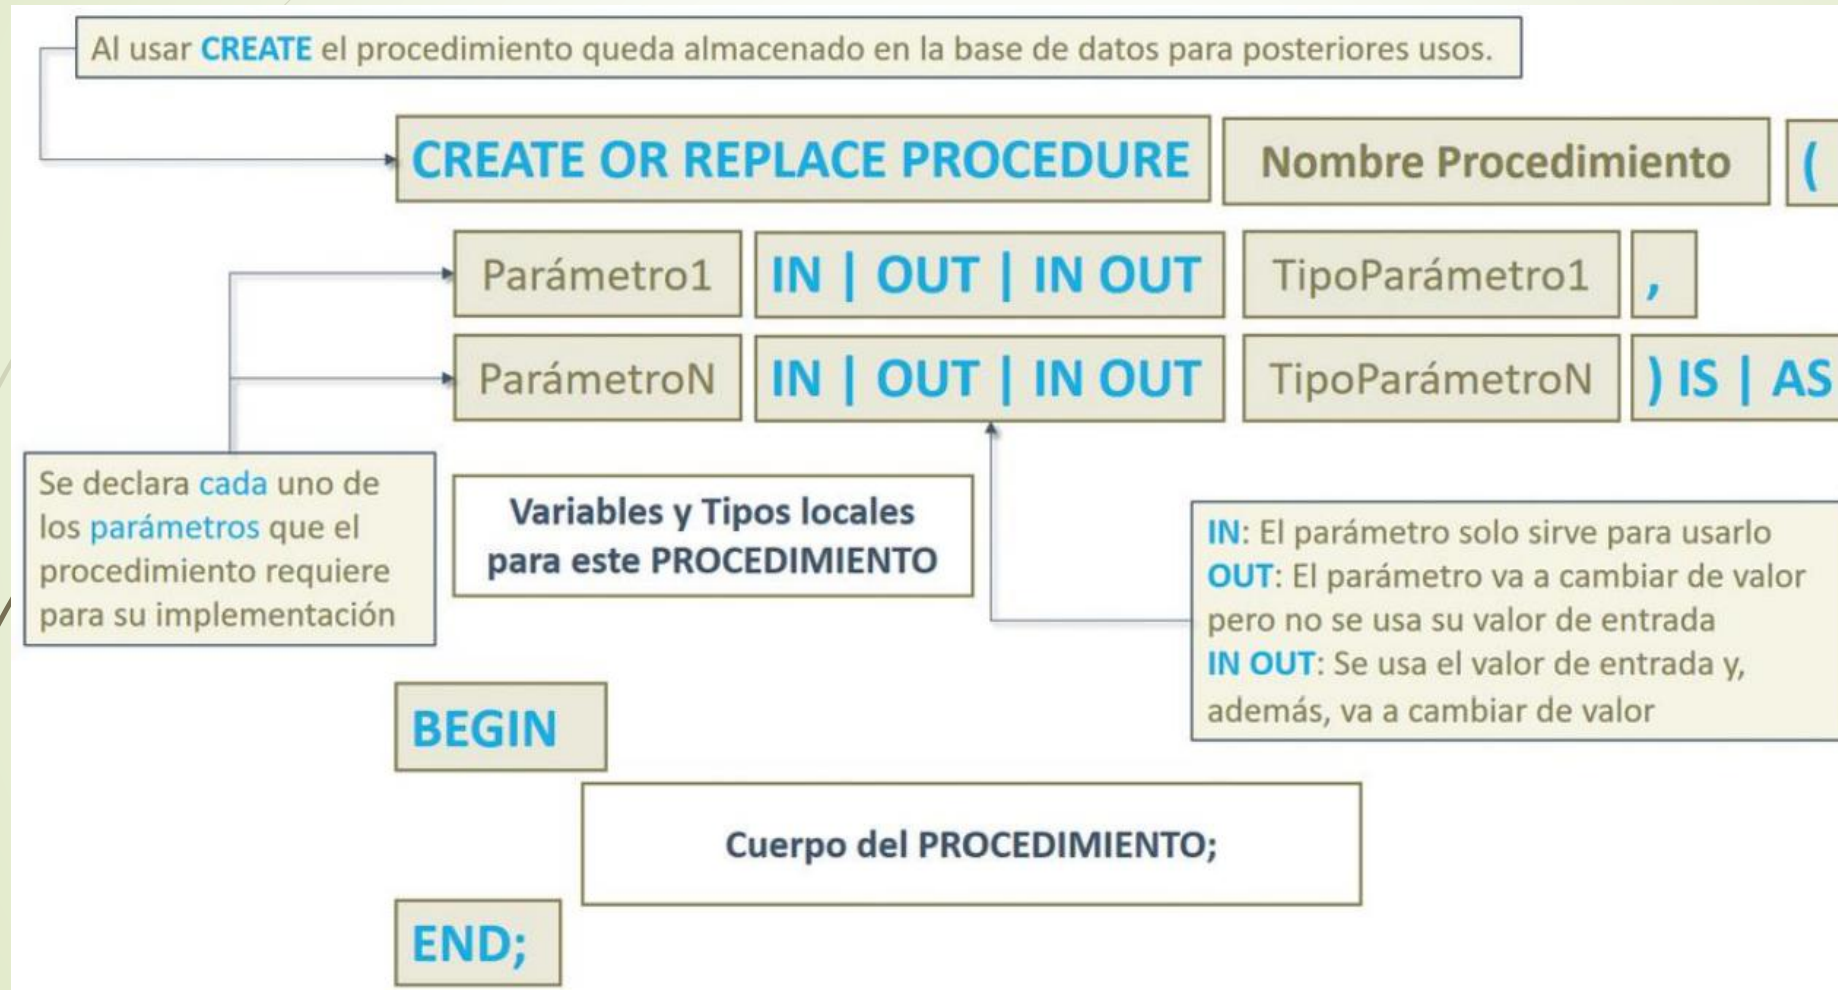 Al usar CREATE el procedimiento queda almacenado en la base de datos para posteriores usos.
CREATE OR REPLACE PROCEDURE Nombre Procedimiento (
Parámetro1 IN | OUT | IN OUT TipoParámetro1 ,
ParámetroN IN | OUT | IN OUT TipoParámetroN ) IS | AS
Se declara cada uno de
los parámetros que el
procedimiento requiere
para su implementación
Variables y Tipos locales
para este PROCEDIMIENTO
IN: El parámetro solo sirve para usarlo
OUT: El parámetro va a cambiar de valor
pero no se usa su valor de entrada
IN OUT: Se usa el valor de entrada y,
además, va a cambiar de valor
BEGIN
Cuerpo del PROCEDIMIENTO;
END;